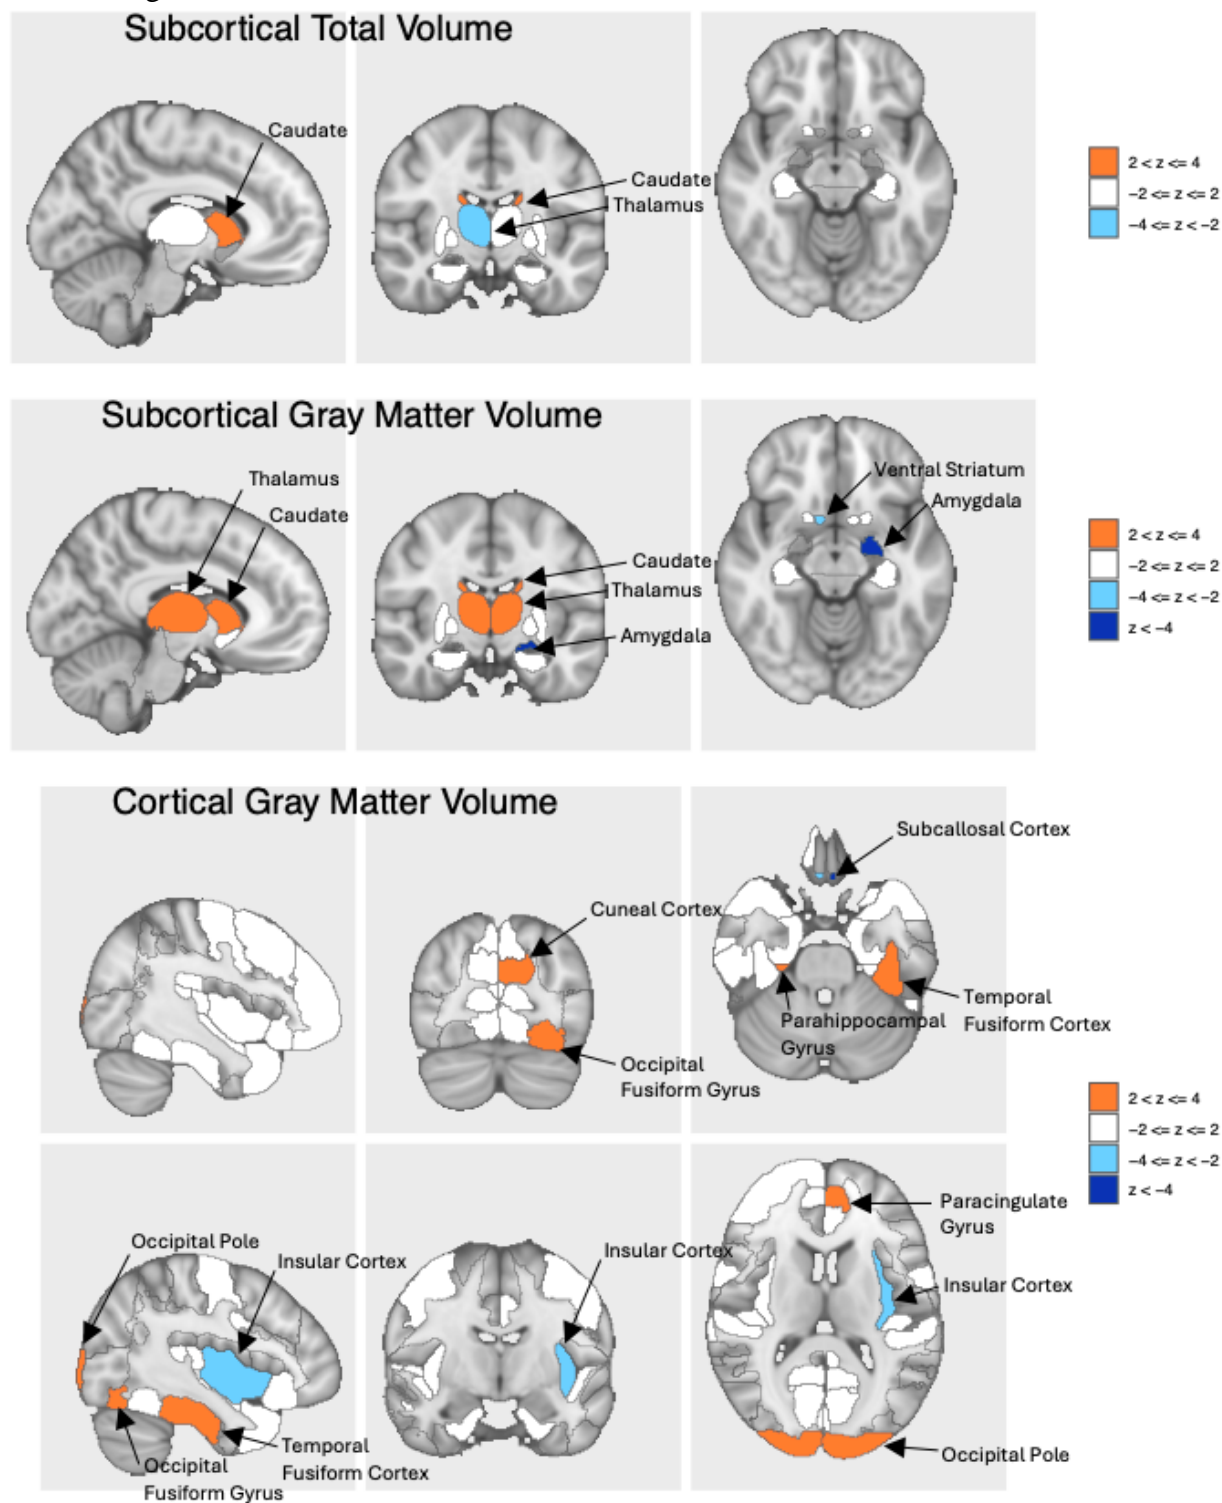 Subcortical Total Volume
Caudate
Caudate
Thalamus
2 < z <= 4
−2 <= z <= 2
−4 <= z < −2
Subcortical Gray Matter Volume
Thalamus
Caudate
Caudate
Thalamus
Amygdala
Ventral Striatum
Amygdala
2 < z <= 4
−2 <= z <= 2
−4 <= z < −2
z < −4
Cortical Gray Matter Volume
Cuneal Cortex
Occipital
Fusiform Gyrus
Subcallosal Cortex
Parahippocampal
Gyrus
Temporal
Fusiform Cortex
2 < z <= 4
−2 <= z <= 2
−4 <= z < −2
z < −4
Occipital Pole
Insular Cortex
Temporal
Fusiform Cortex
Occipital
Fusiform Gyrus
Insular Cortex
Paracingulate
Gyrus
Insular Cortex
Occipital Pole